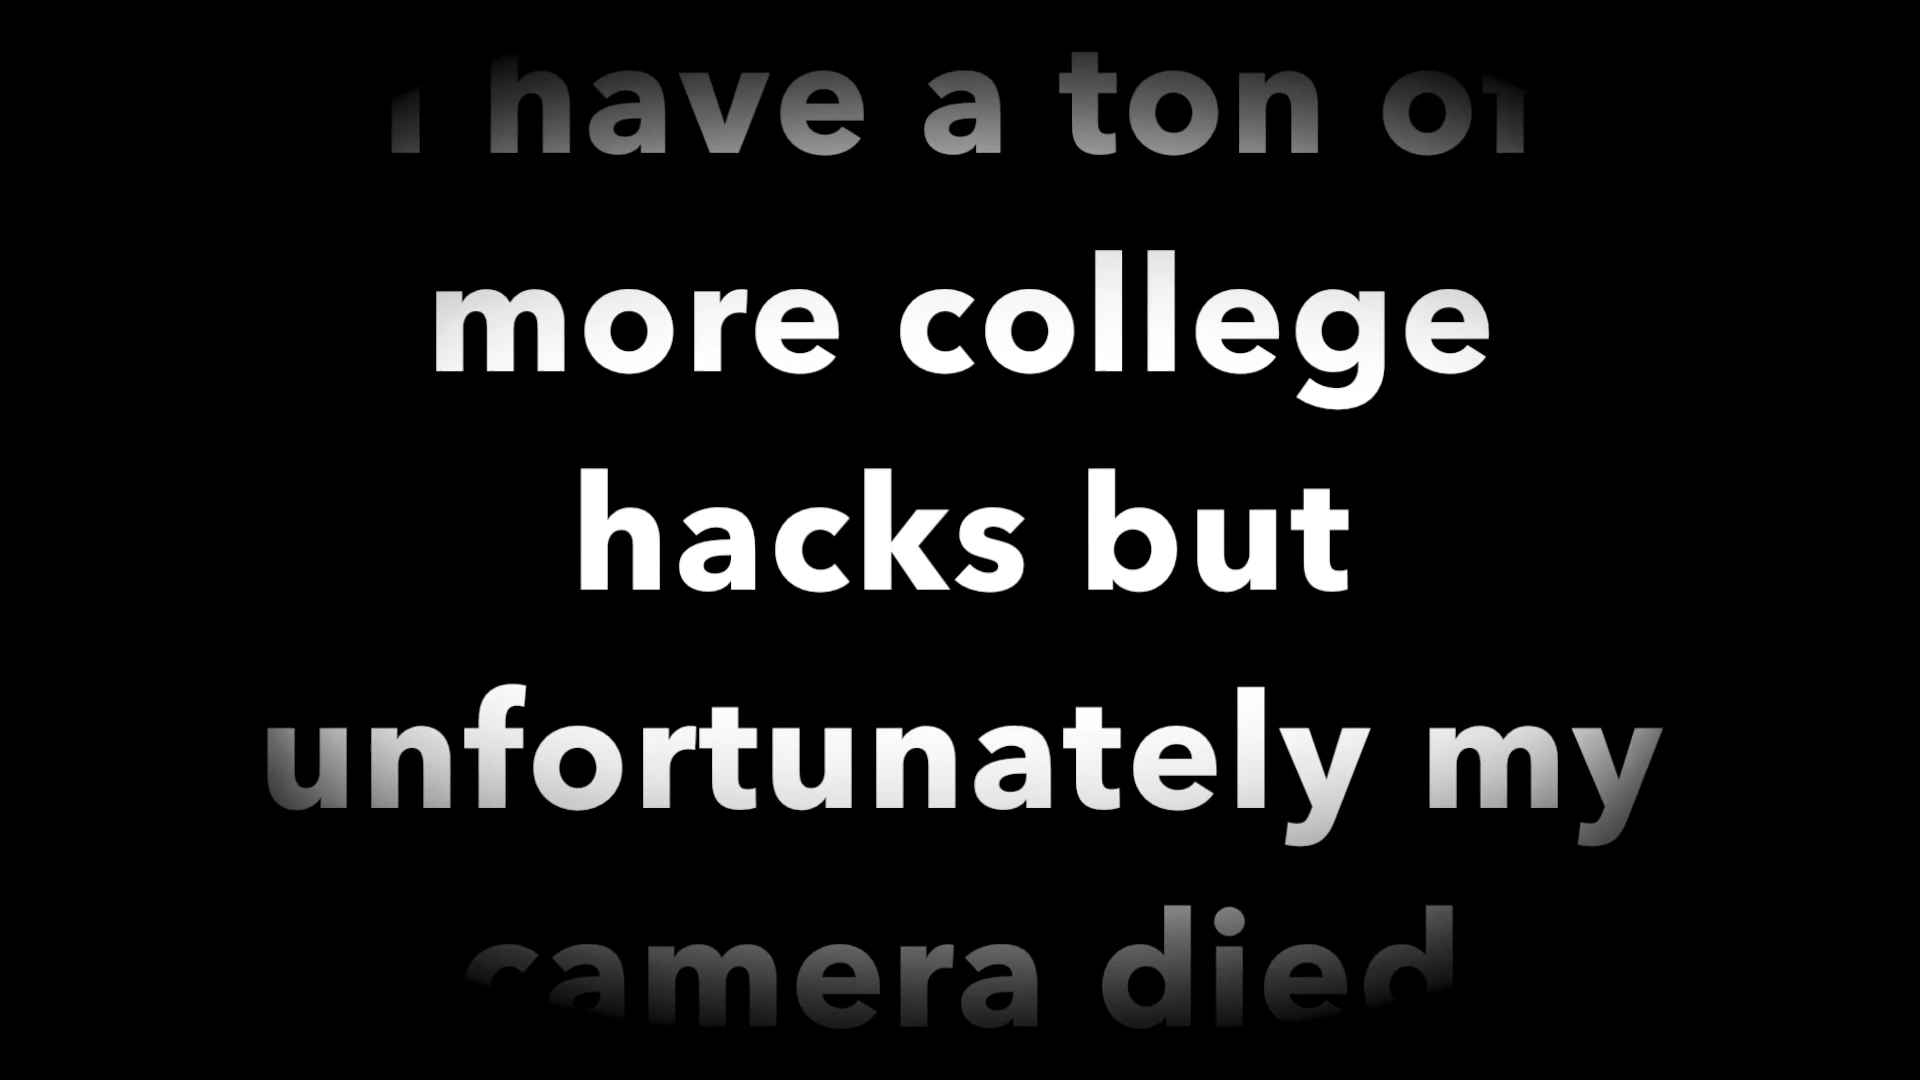 I have a ton of
more college
hacks but
unfortunately my
camera died